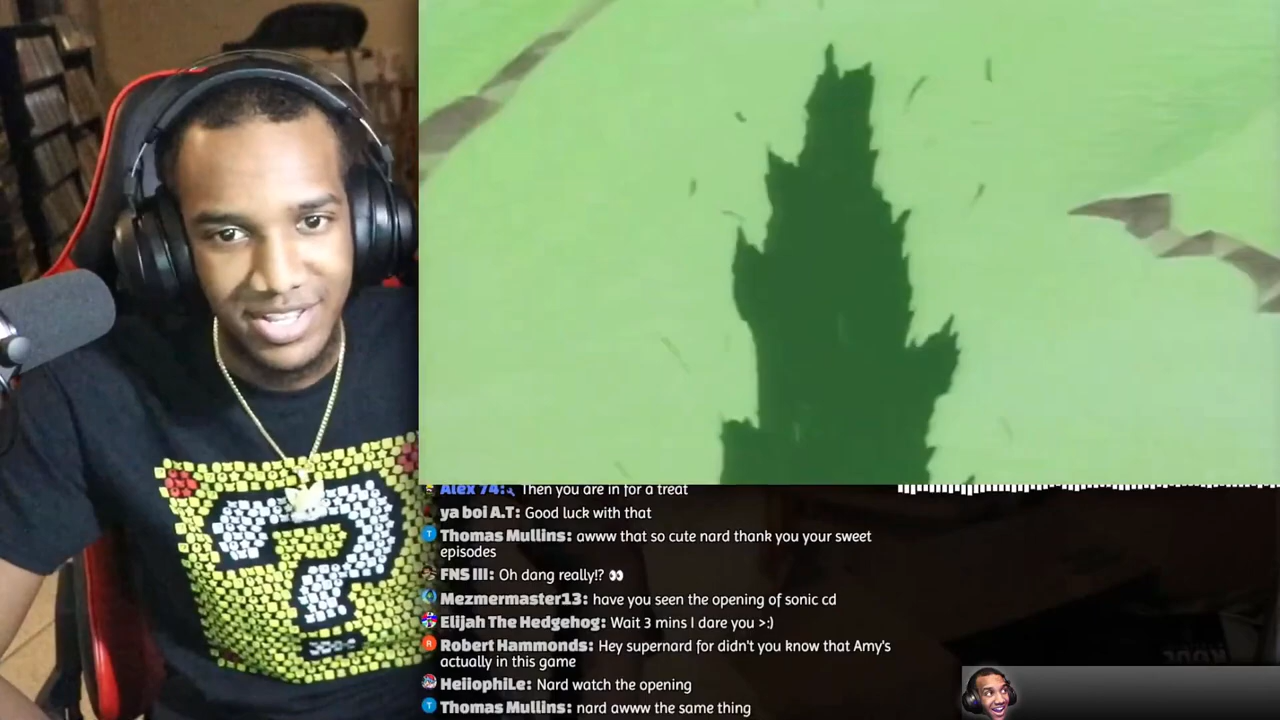 Alex 74: Then you are in for a treat
ya boi A.T: Good luck with that
Thomas Mullins: awww that so cute nard thank you your sweet
episodes
FNS III: Oh dang really!? 👀
Mezmermaster13: have you seen the opening of sonic cd
Elijah The Hedgehog: Wait 3 mins I dare you >:)
Robert Hammonds: Hey supernard for didn't you know that Amy's
actually in this game
HeiiophiLe: Nard watch the opening
Thomas Mullins: nard awww the same thing
?